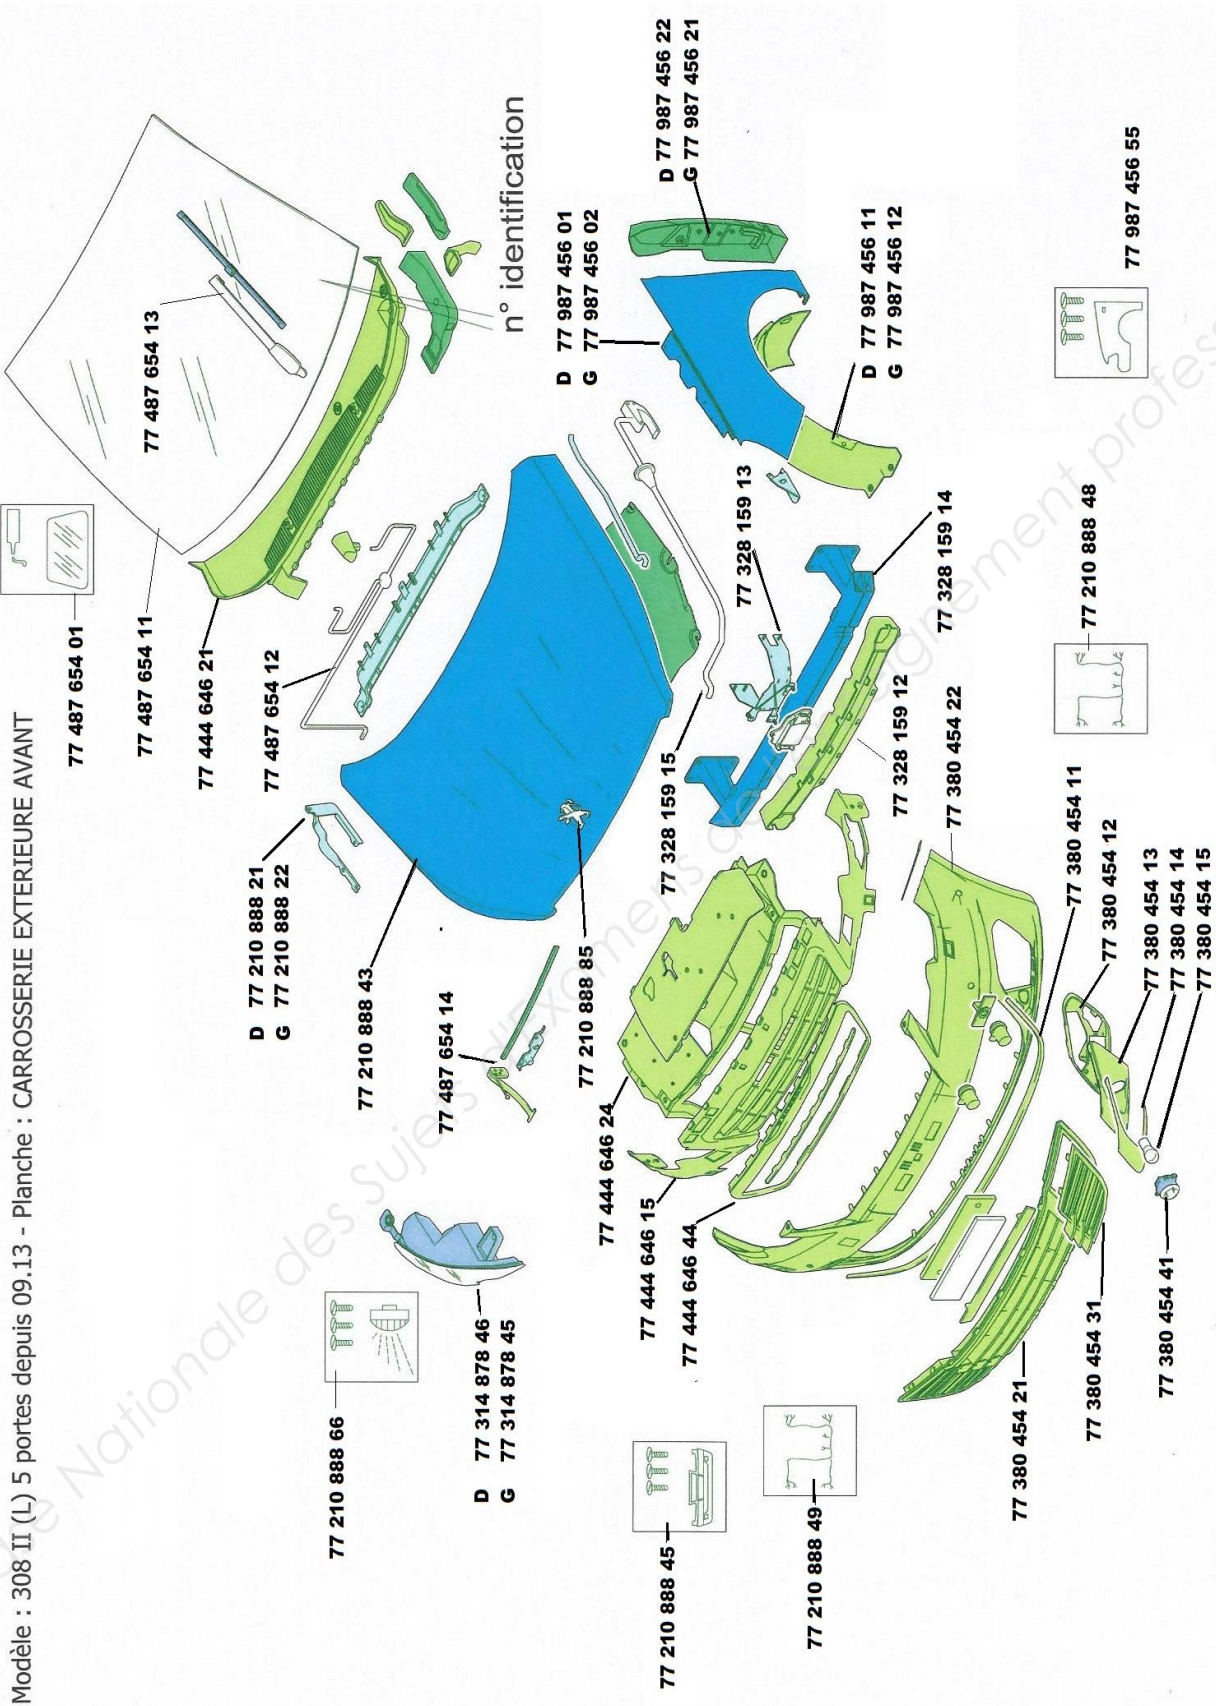 Modèle : 308 II (L) 5 portes depuis 09.13 - Planche : CARROSSERIE EXTERIEURE AVANT
77 487 654 01
77 487 654 11
77 487 654 13
77 444 646 21
77 487 654 12
n° identification
D 77 210 888 21
G 77 210 888 22
77 210 888 43
77 487 654 14
77 210 888 85
77 210 888 66
D 77 314 878 46
G 77 314 878 45
D 77 987 456 01
G 77 987 456 02
D 77 987 456 22
G 77 987 456 21
D 77 987 456 11
G 77 987 456 12
77 987 456 55
77 328 159 15
77 328 159 13
77 328 159 14
77 328 159 12
77 444 646 24
77 444 646 15
77 444 646 44
77 380 454 22
77 210 888 48
77 380 454 11
77 380 454 12
77 380 454 13
77 380 454 14
77 380 454 15
77 210 888 45
77 210 888 49
77 380 454 21
77 380 454 31
77 380 454 41
R
Nationale des Sujets d'Examens de l'enseignement